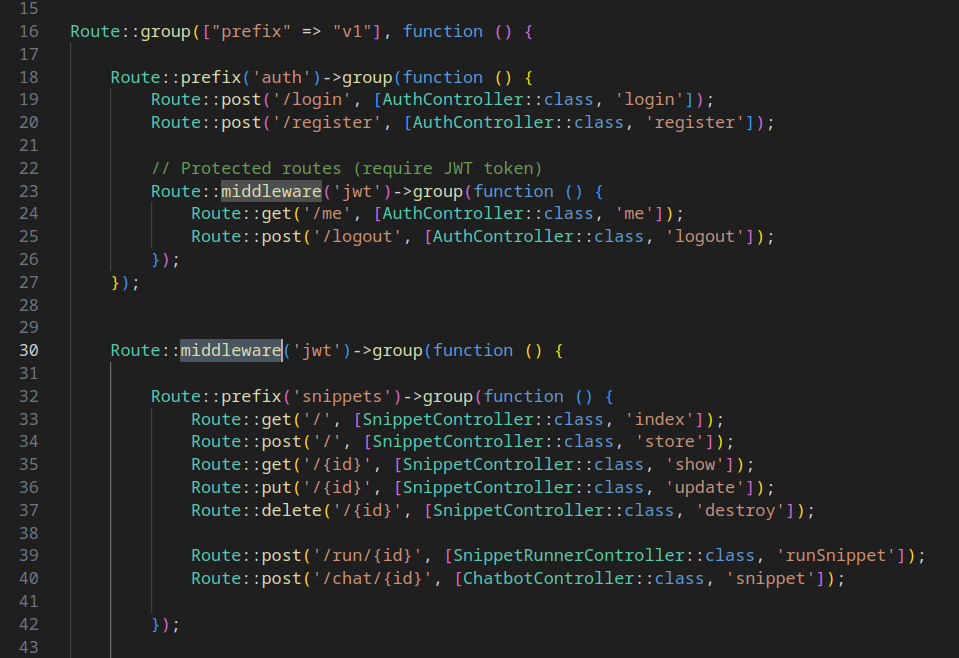 15
16 Route::group(["prefix" => "v1"], function () {
17
18 Route::prefix('auth')->group(function () {
19 Route::post('/login', [AuthController::class, 'login']);
20 Route::post('/register', [AuthController::class, 'register']);
21
22 // Protected routes (require JWT token)
23 Route::middleware('jwt')->group(function () {
24 Route::get('/me', [AuthController::class, 'me']);
25 Route::post('/logout', [AuthController::class, 'logout']);
26 });
27 });
28
29
30 Route::middleware('jwt')->group(function () {
31
32 Route::prefix('snippets')->group(function () {
33 Route::get('/', [SnippetController::class, 'index']);
34 Route::post('/', [SnippetController::class, 'store']);
35 Route::get('/{id}', [SnippetController::class, 'show']);
36 Route::put('/{id}', [SnippetController::class, 'update']);
37 Route::delete('/{id}', [SnippetController::class, 'destroy']);
38
39 Route::post('/run/{id}', [SnippetRunnerController::class, 'runSnippet']);
40 Route::post('/chat/{id}', [ChatbotController::class, 'snippet']);
41
42 });
43